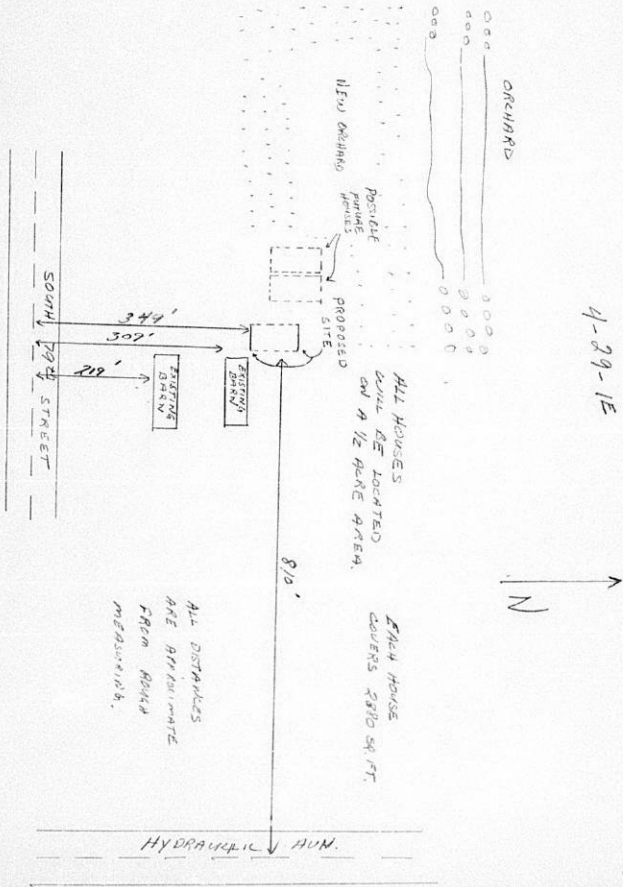 4-29-1E
N
ORCHARD
NEW ORCHARD
POSSIBLE
FUTURE
HOUSES
PROPOSED
SITE
ALL HOUSES
WILL BE LOCATED
ON A 1/2 ACRE AREA.
EACH HOUSE
COVERS 2880 SQ. FT.
344'
307'
219'
EXISTING
BARN
EXISTING
BARN
810'
ALL DISTANCES
ARE APPROXIMATE
FROM ROUGH
MEASURING.
SOUTH 79TH STREET
HYDRAULIC